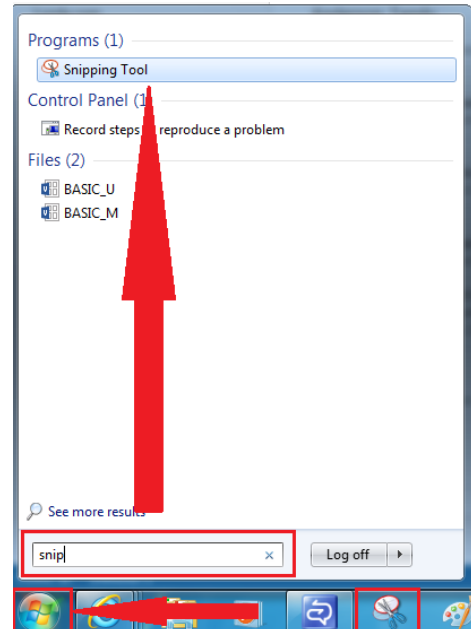 Programs (1)
Snipping Tool
Control Panel (1)
Record steps reproduce a problem
Files (2)
BASIC_U
BASIC_M
See more results
snip
Log off